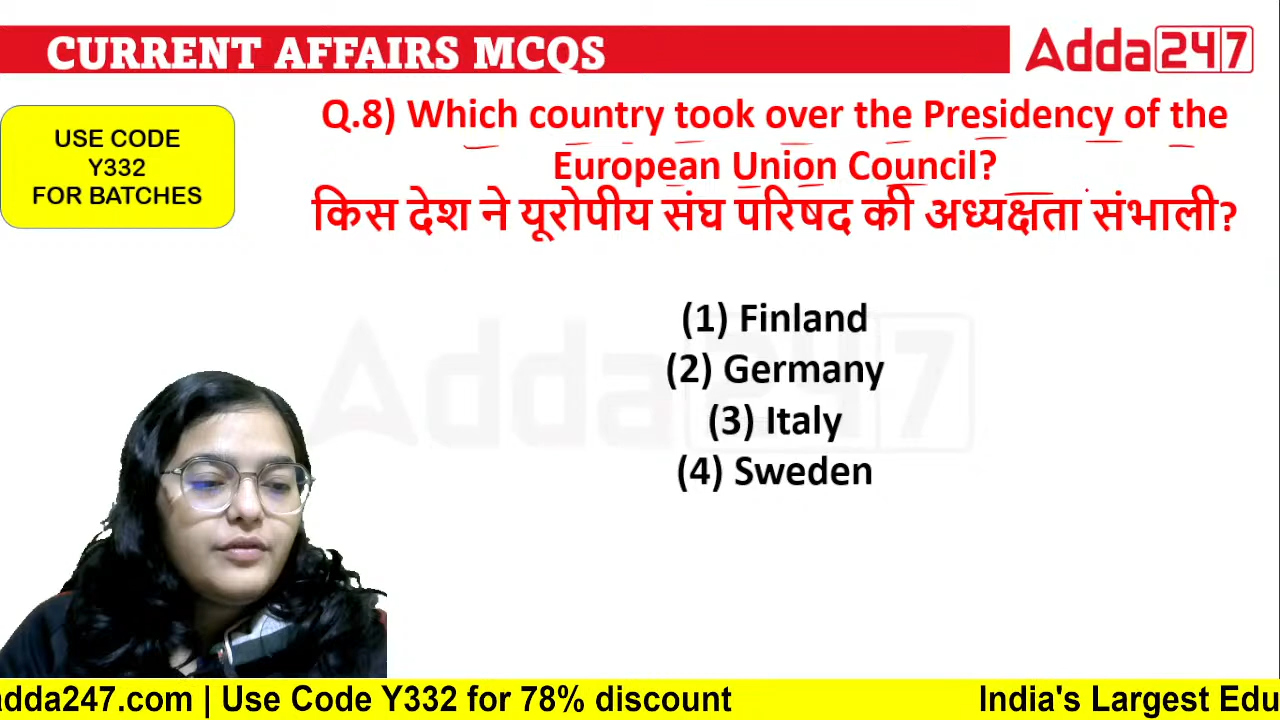 CURRENT AFFAIRS MCQS
Adda247
USE CODE
Y332
FOR BATCHES
Q.8) Which country took over the Presidency of the
European Union Council?
किस देश ने यूरोपीय संघ परिषद की अध्यक्षता संभाली?
(1) Finland
(2) Germany
(3) Italy
(4) Sweden
Adda247
adda247.com | Use Code Y332 for 78% discount
India's Largest Edu